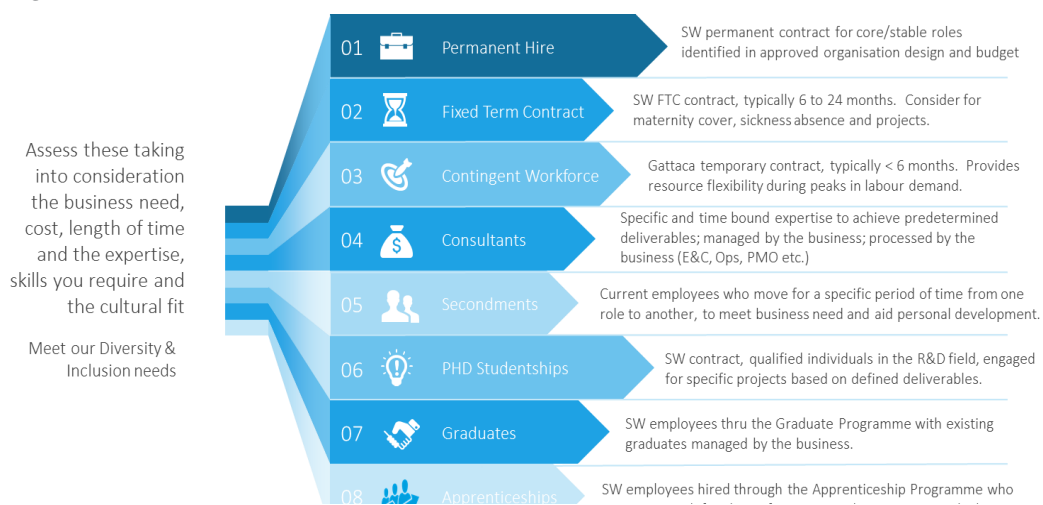 Assess these taking
into consideration
the business need,
cost, length of time
and the expertise,
skills you require and
the cultural fit
Meet our Diversity &
Inclusion needs
01 Permanent Hire
SW permanent contract for core/stable roles
identified in approved organisation design and budget
02 Fixed Term Contract
SW FTC contract, typically 6 to 24 months. Consider for
maternity cover, sickness absence and projects.
03 Contingent Workforce
Gattaca temporary contract, typically < 6 months. Provides
resource flexibility during peaks in labour demand.
04 $ Consultants
Specific and time bound expertise to achieve predetermined
deliverables; managed by the business; processed by the
business (E&C, Ops, PMO etc.)
05 Secondments
Current employees who move for a specific period of time from one
role to another, to meet business need and aid personal development.
06 PHD Studentships
SW contract, qualified individuals in the R&D field, engaged
for specific projects based on defined deliverables.
07 Graduates
SW employees thru the Graduate Programme with existing
graduates managed by the business.
08 Apprenticeships
SW employees hired through the Apprenticeship Programme who